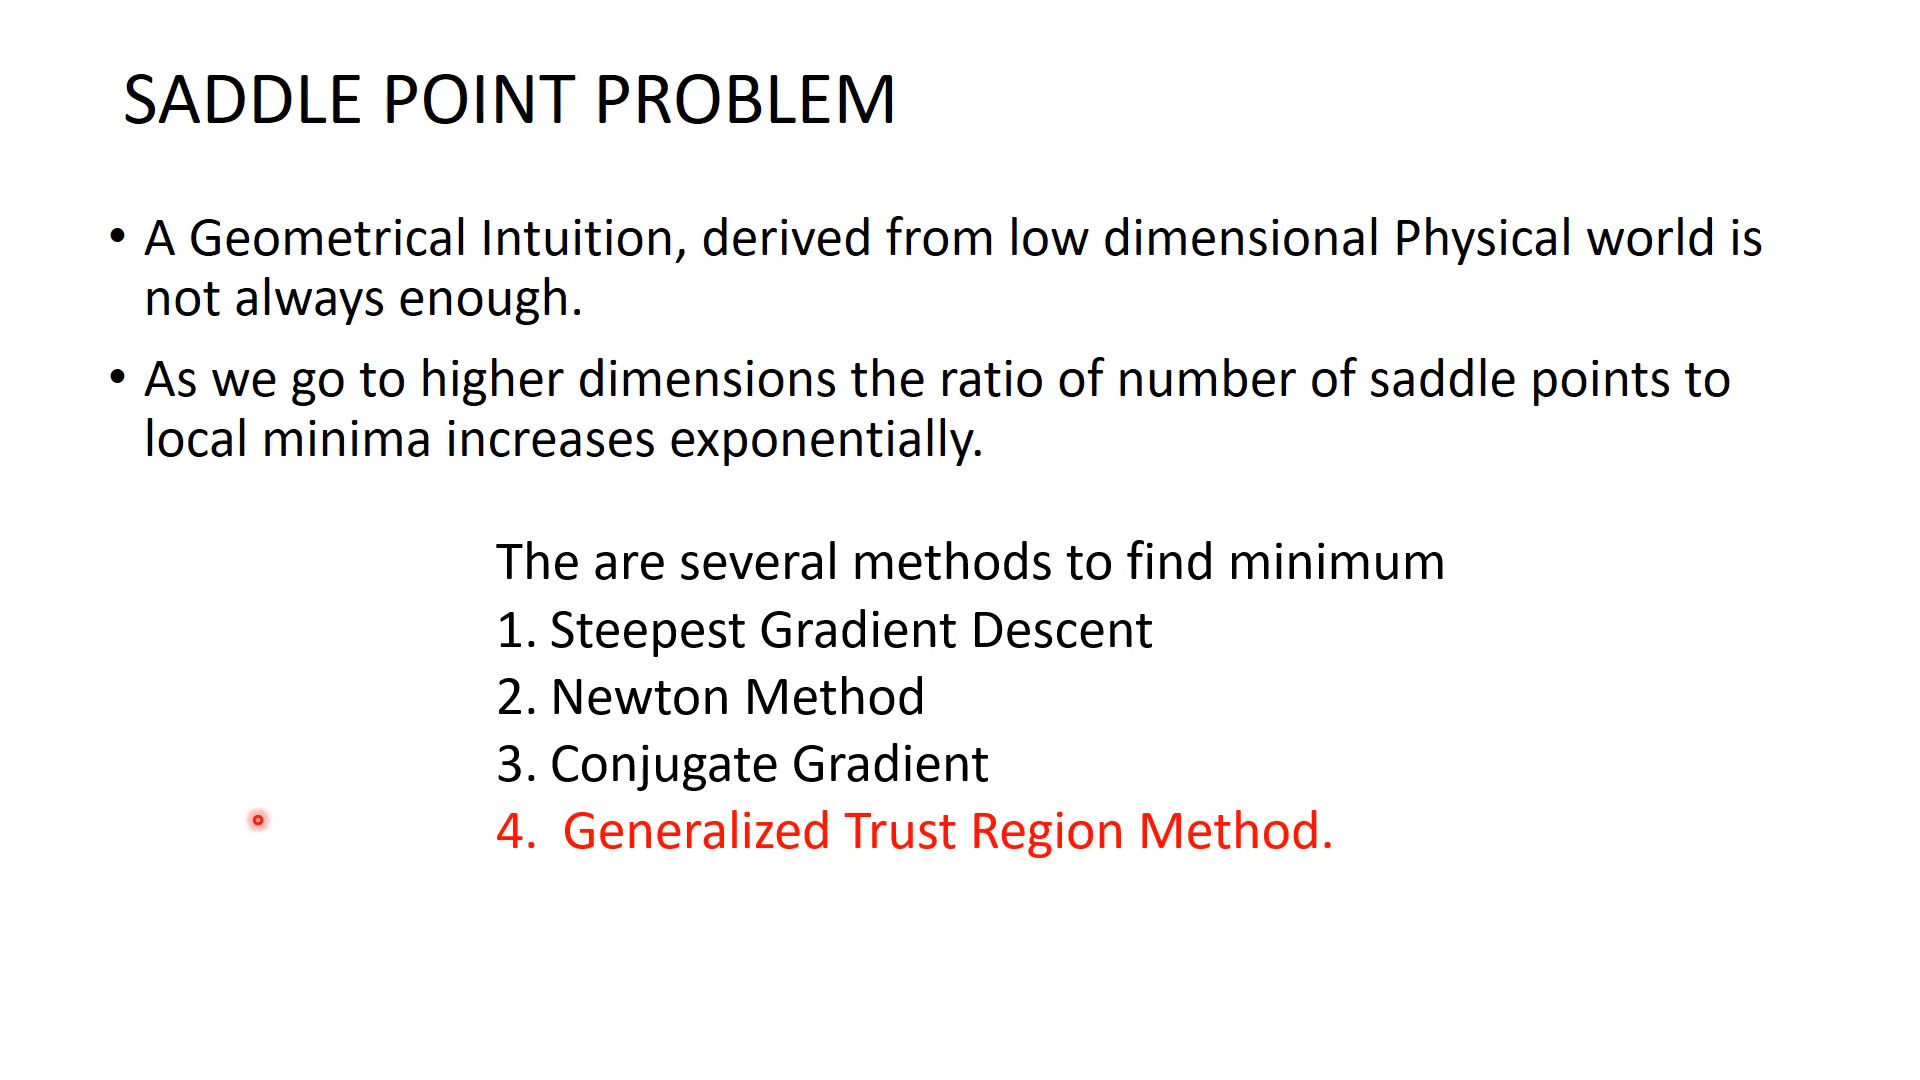 SADDLE POINT PROBLEM
• A Geometrical Intuition, derived from low dimensional Physical world is
not always enough.
• As we go to higher dimensions the ratio of number of saddle points to
local minima increases exponentially.
The are several methods to find minimum
1. Steepest Gradient Descent
2. Newton Method
3. Conjugate Gradient
4. Generalized Trust Region Method.